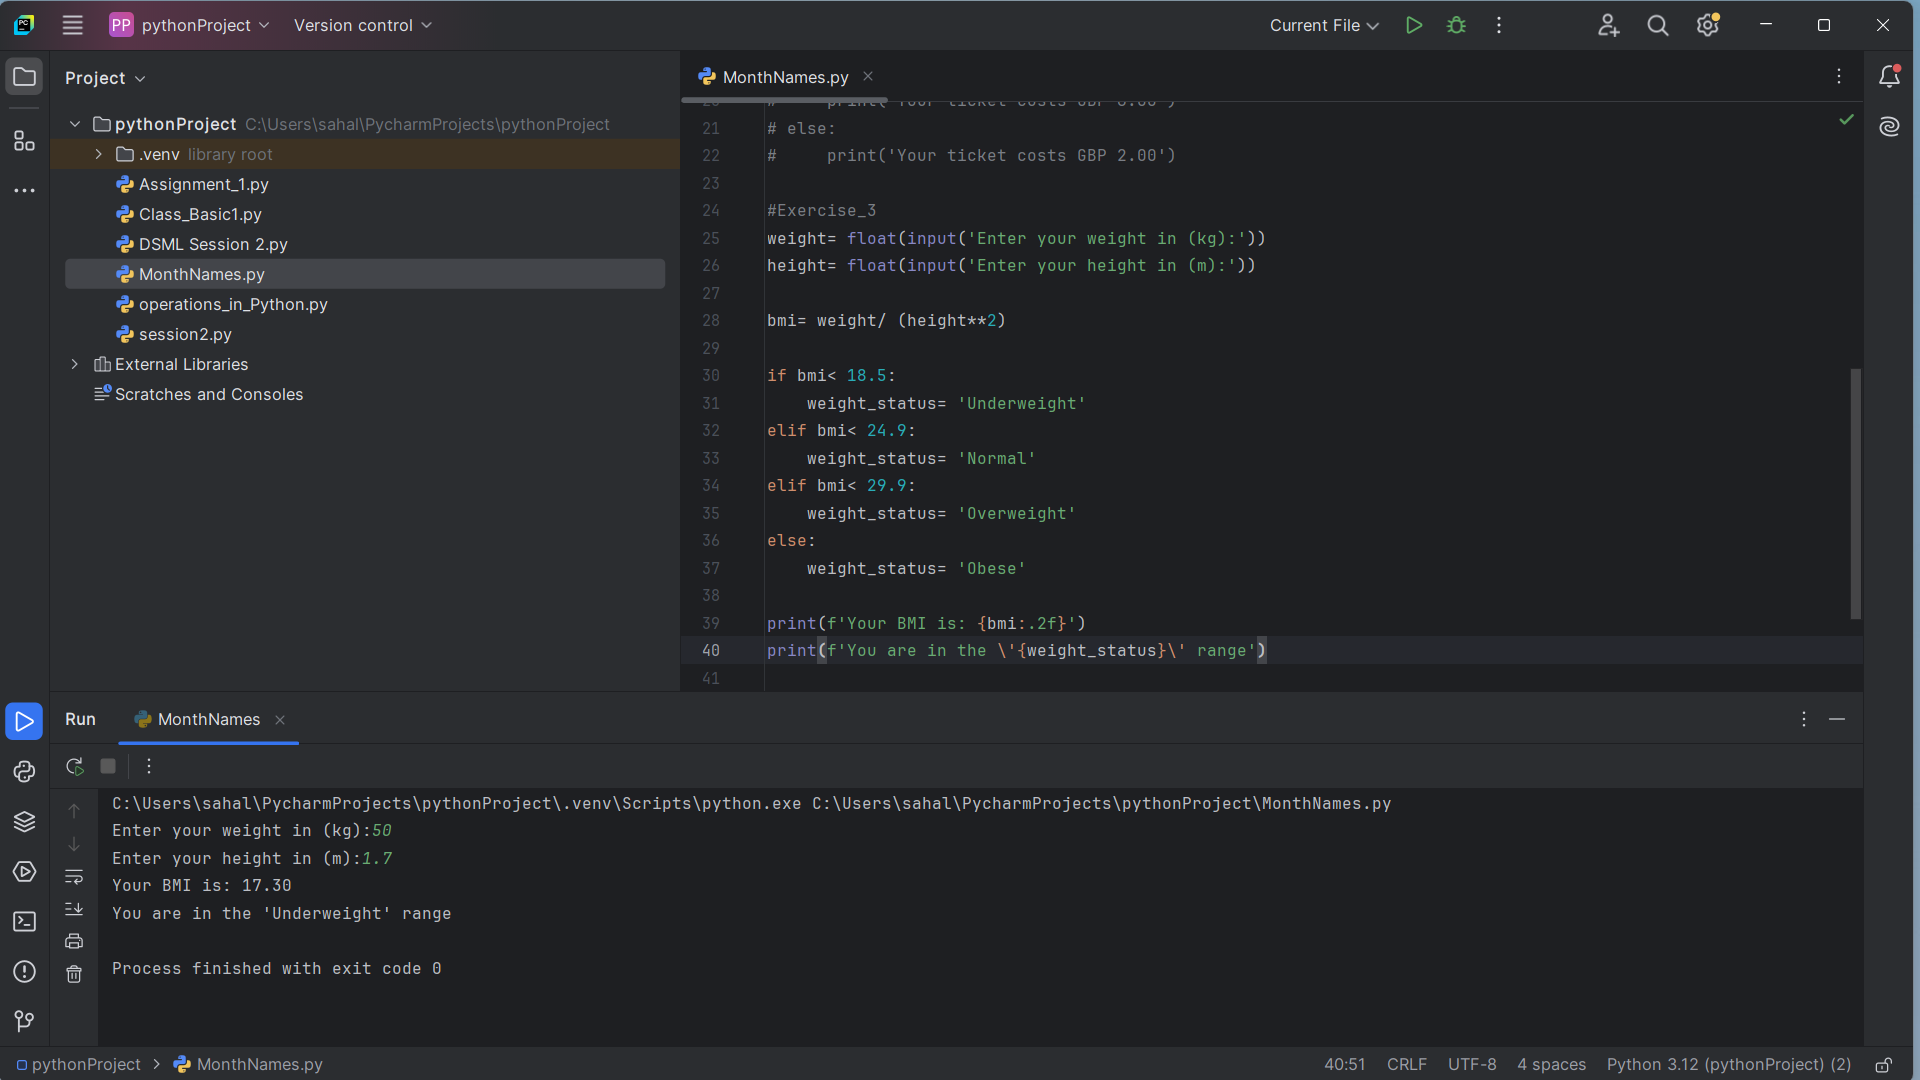 PP pythonProject Version control Current File
Project
MonthNames.py
pythonProject C:\Users\sahal\PycharmProjects\pythonProject
.venv library root
Assignment_1.py
Class_Basic1.py
DSML Session 2.py
MonthNames.py
operations_in_Python.py
session2.py
External Libraries
Scratches and Consoles
21 # else:
22 #     print('Your ticket costs GBP 2.00')
23
24 #Exercise_3
25 weight= float(input('Enter your weight in (kg):'))
26 height= float(input('Enter your height in (m):'))
27
28 bmi= weight/ (height**2)
29
30 if bmi< 18.5:
31     weight_status= 'Underweight'
32 elif bmi< 24.9:
33     weight_status= 'Normal'
34 elif bmi< 29.9:
35     weight_status= 'Overweight'
36 else:
37     weight_status= 'Obese'
38
39 print(f'Your BMI is: {bmi:.2f}')
40 print(f'You are in the \'{weight_status}\' range')
41
Run MonthNames
C:\Users\sahal\PycharmProjects\pythonProject\.venv\Scripts\python.exe C:\Users\sahal\PycharmProjects\pythonProject\MonthNames.py
Enter your weight in (kg):50
Enter your height in (m):1.7
Your BMI is: 17.30
You are in the 'Underweight' range
Process finished with exit code 0
pythonProject MonthNames.py 40:51 CRLF UTF-8 4 spaces Python 3.12 (pythonProject) (2)